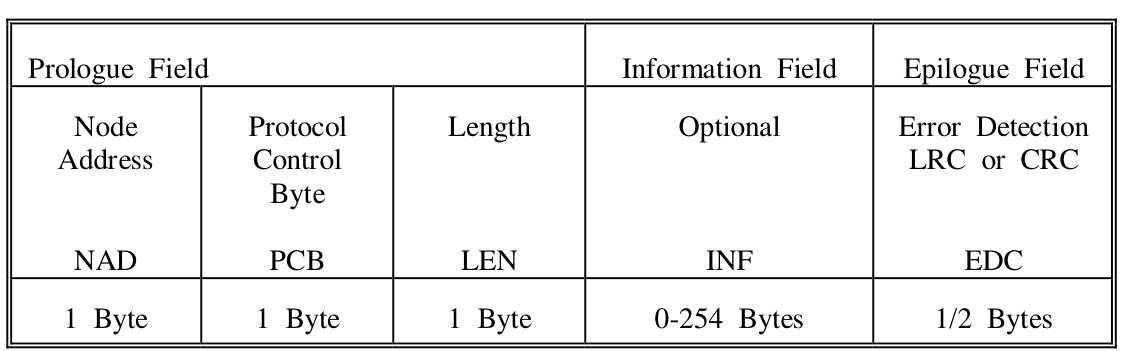 Prologue Field
Information Field
Epilogue Field
Node
Address
NAD
Protocol
Control
Byte
PCB
Length
LEN
Optional
INF
Error Detection
LRC or CRC
EDC
1 Byte
1 Byte
1 Byte
0-254 Bytes
1/2 Bytes